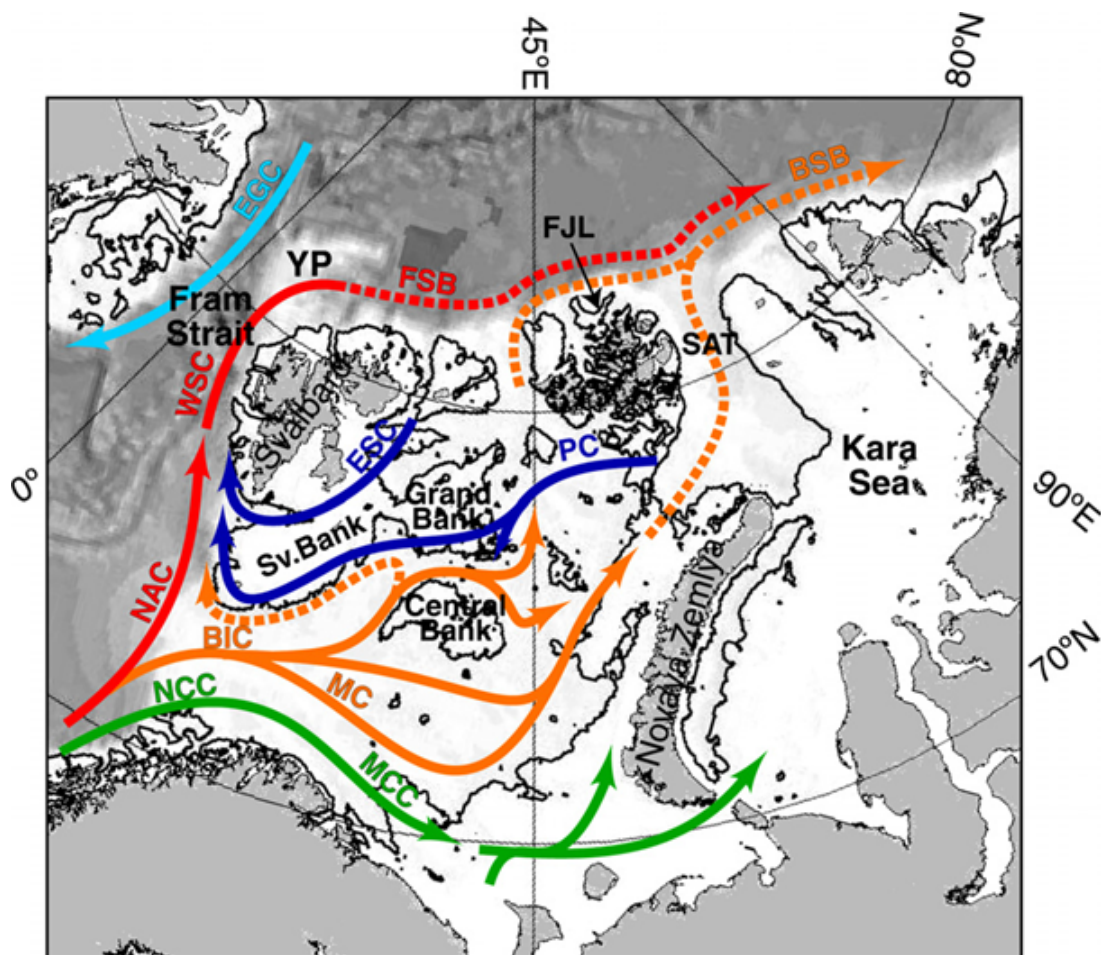 45°E
80°N
EGC
BSB
FJL
YP
FSB
Fram
Strait
SAT
WSC
Svalbard
ESC
PC
Kara
Sea
0°
Grand
Bank
90°E
Sv.Bank
NAC
Central
Bank
BIC
Novaya Zemlya
70°N
NCC
MC
MCC